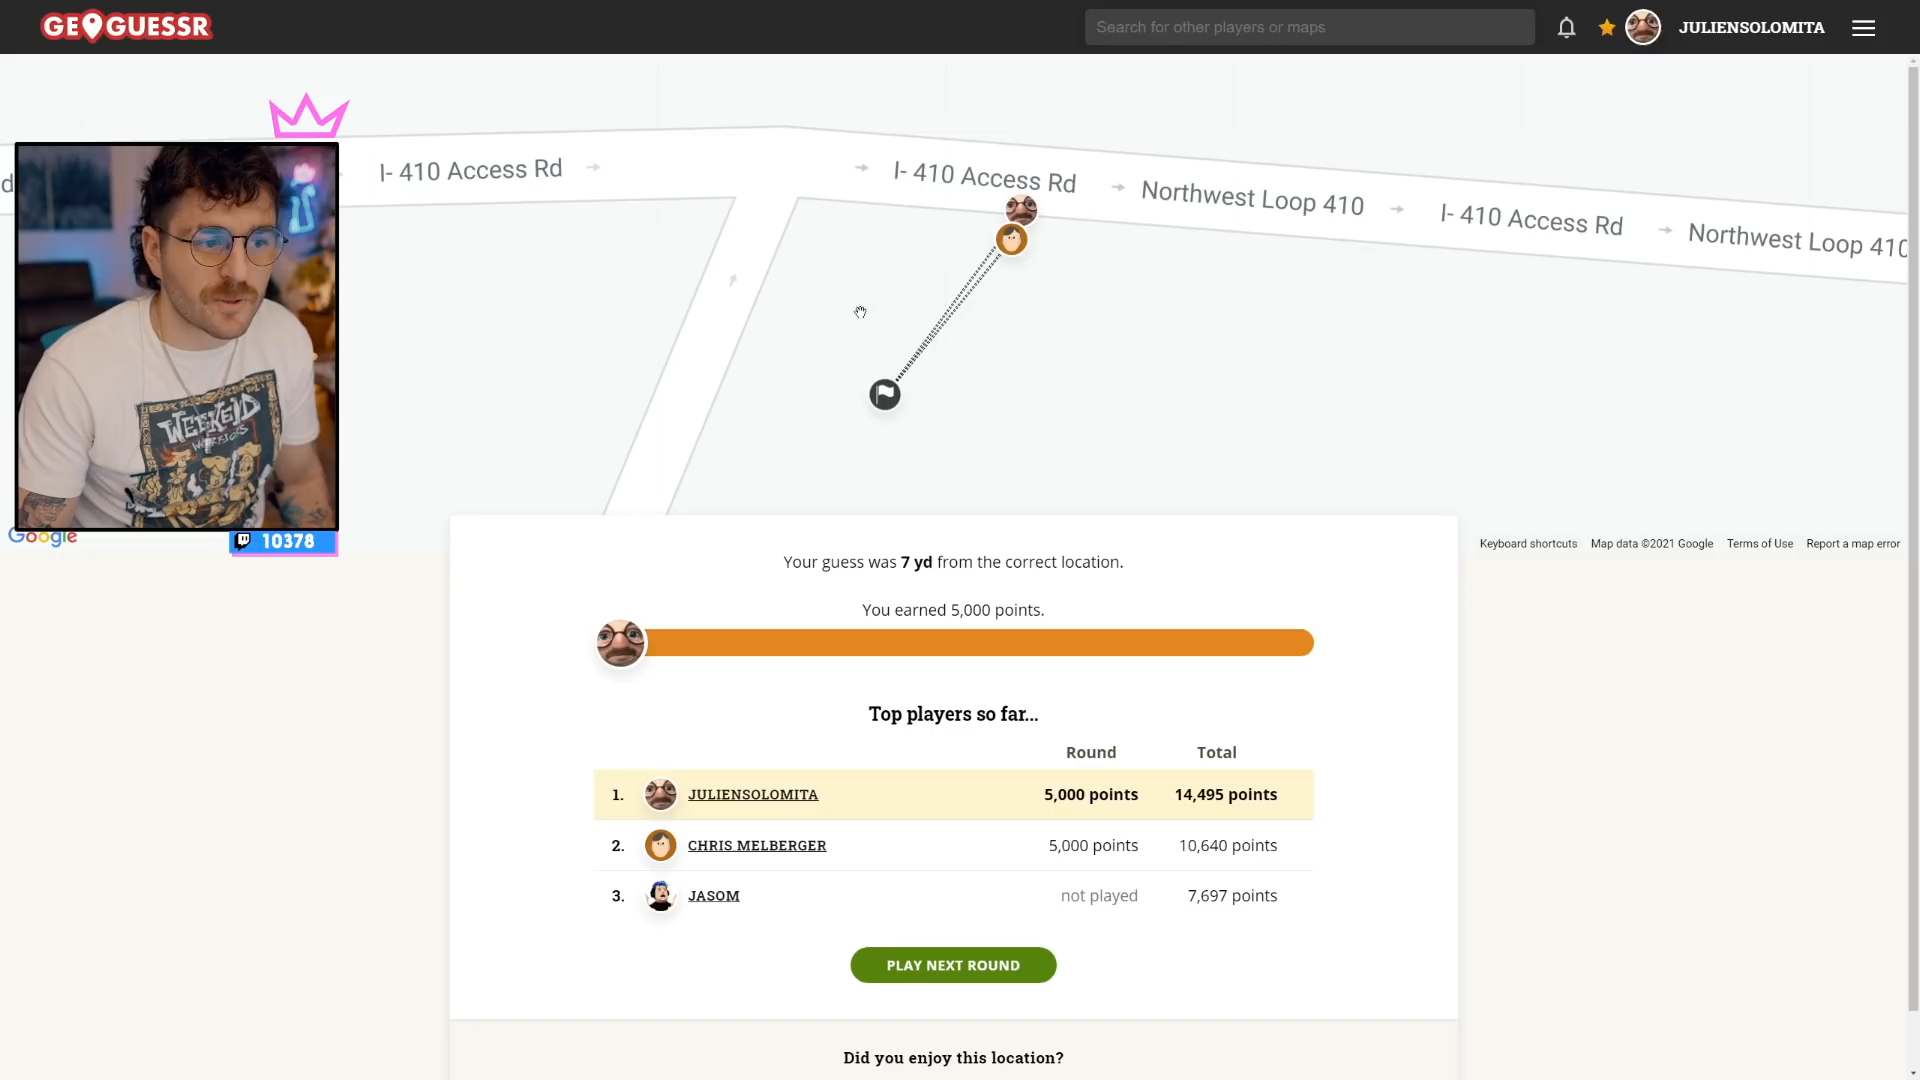 GEOGUESSR
Search for other players or maps
JULIENSOLOMITA
d
I- 410 Access Rd
I- 410 Access Rd
Northwest Loop 410
I- 410 Access Rd
Northwest Loop 410
WEEKEND
WARRIORS
Google
10378
Keyboard shortcuts
Map data ©2021 Google
Terms of Use
Report a map error
Your guess was 7 yd from the correct location.
You earned 5,000 points.
Top players so far...
Round Total
1. JULIENSOLOMITA 5,000 points 14,495 points
2. CHRIS MELBERGER 5,000 points 10,640 points
3. JASOM not played 7,697 points
PLAY NEXT ROUND
Did you enjoy this location?